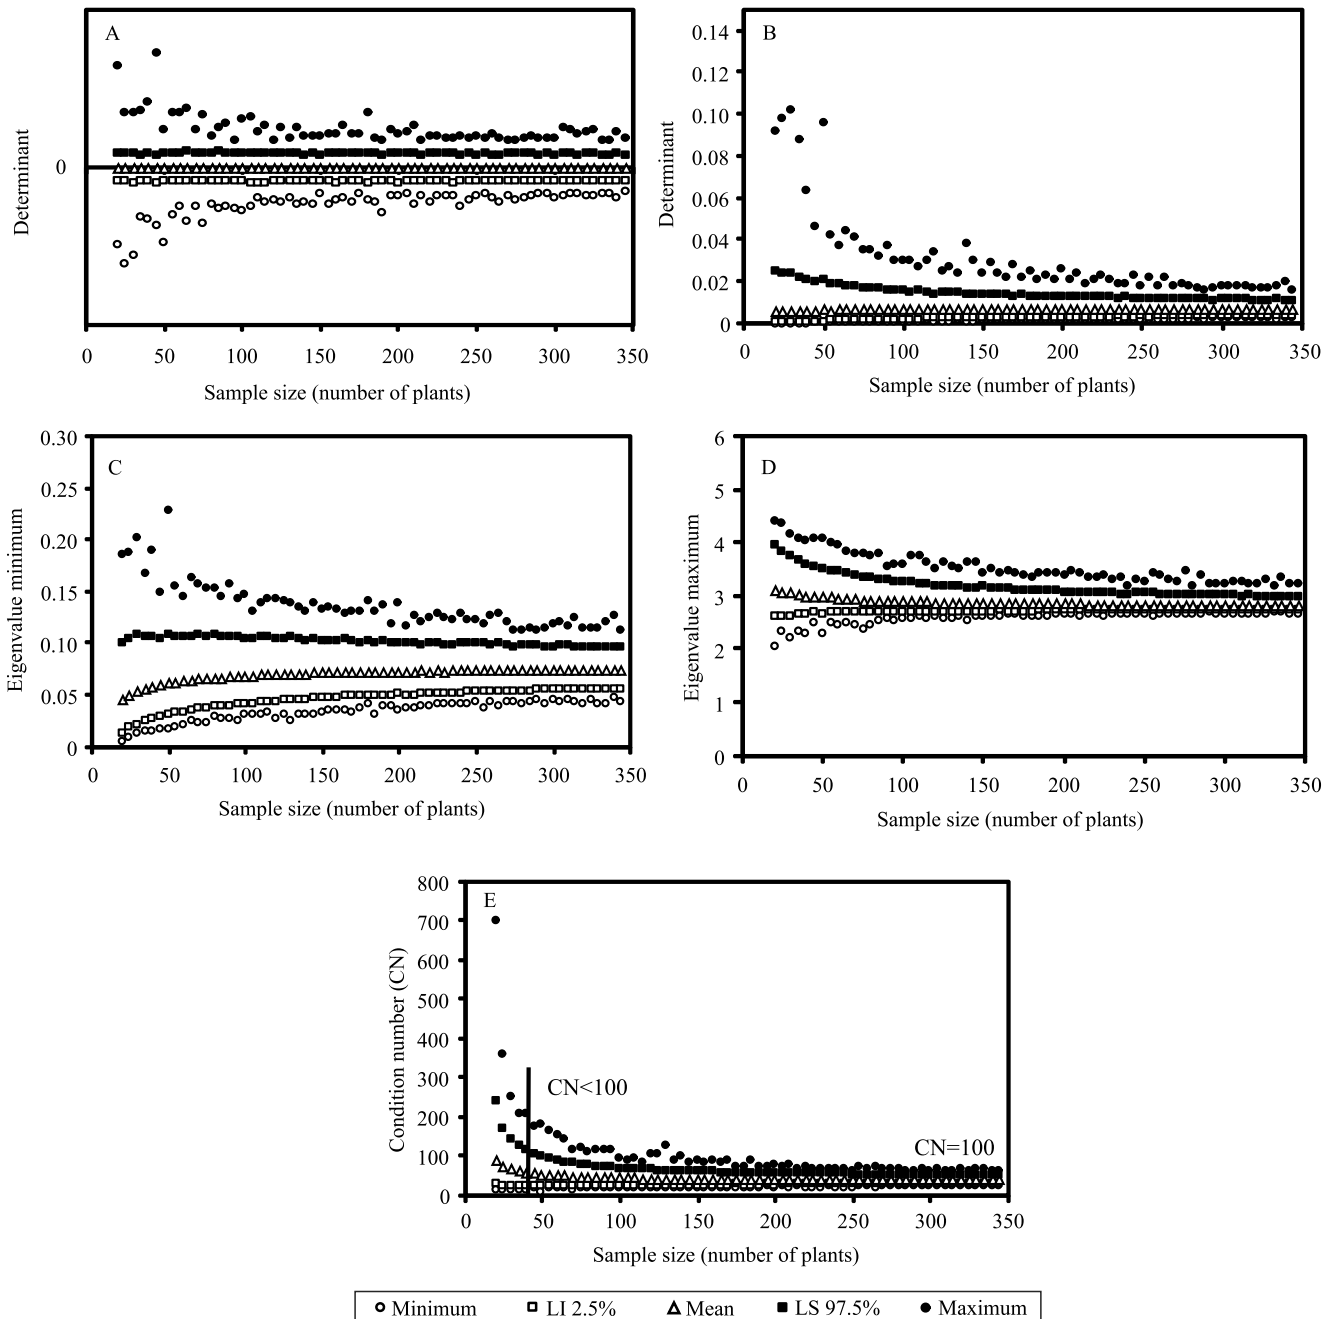 A
Determinant
0
0 50 100 150 200 250 300 350
Sample size (number of plants)
B
Determinant
0.14
0.12
0.10
0.08
0.06
0.04
0.02
0
0 50 100 150 200 250 300 350
Sample size (number of plants)
C
Eigenvalue minimum
0.30
0.25
0.20
0.15
0.10
0.05
0
0 50 100 150 200 250 300 350
Sample size (number of plants)
D
Eigenvalue maximum
6
5
4
3
2
1
0
0 50 100 150 200 250 300 350
Sample size (number of plants)
E
Condition number (CN)
800
700
600
500
400
300
200
100
0
CN<100
CN=100
0 50 100 150 200 250 300 350
Sample size (number of plants)
Minimum LI 2.5% Mean LS 97.5% Maximum